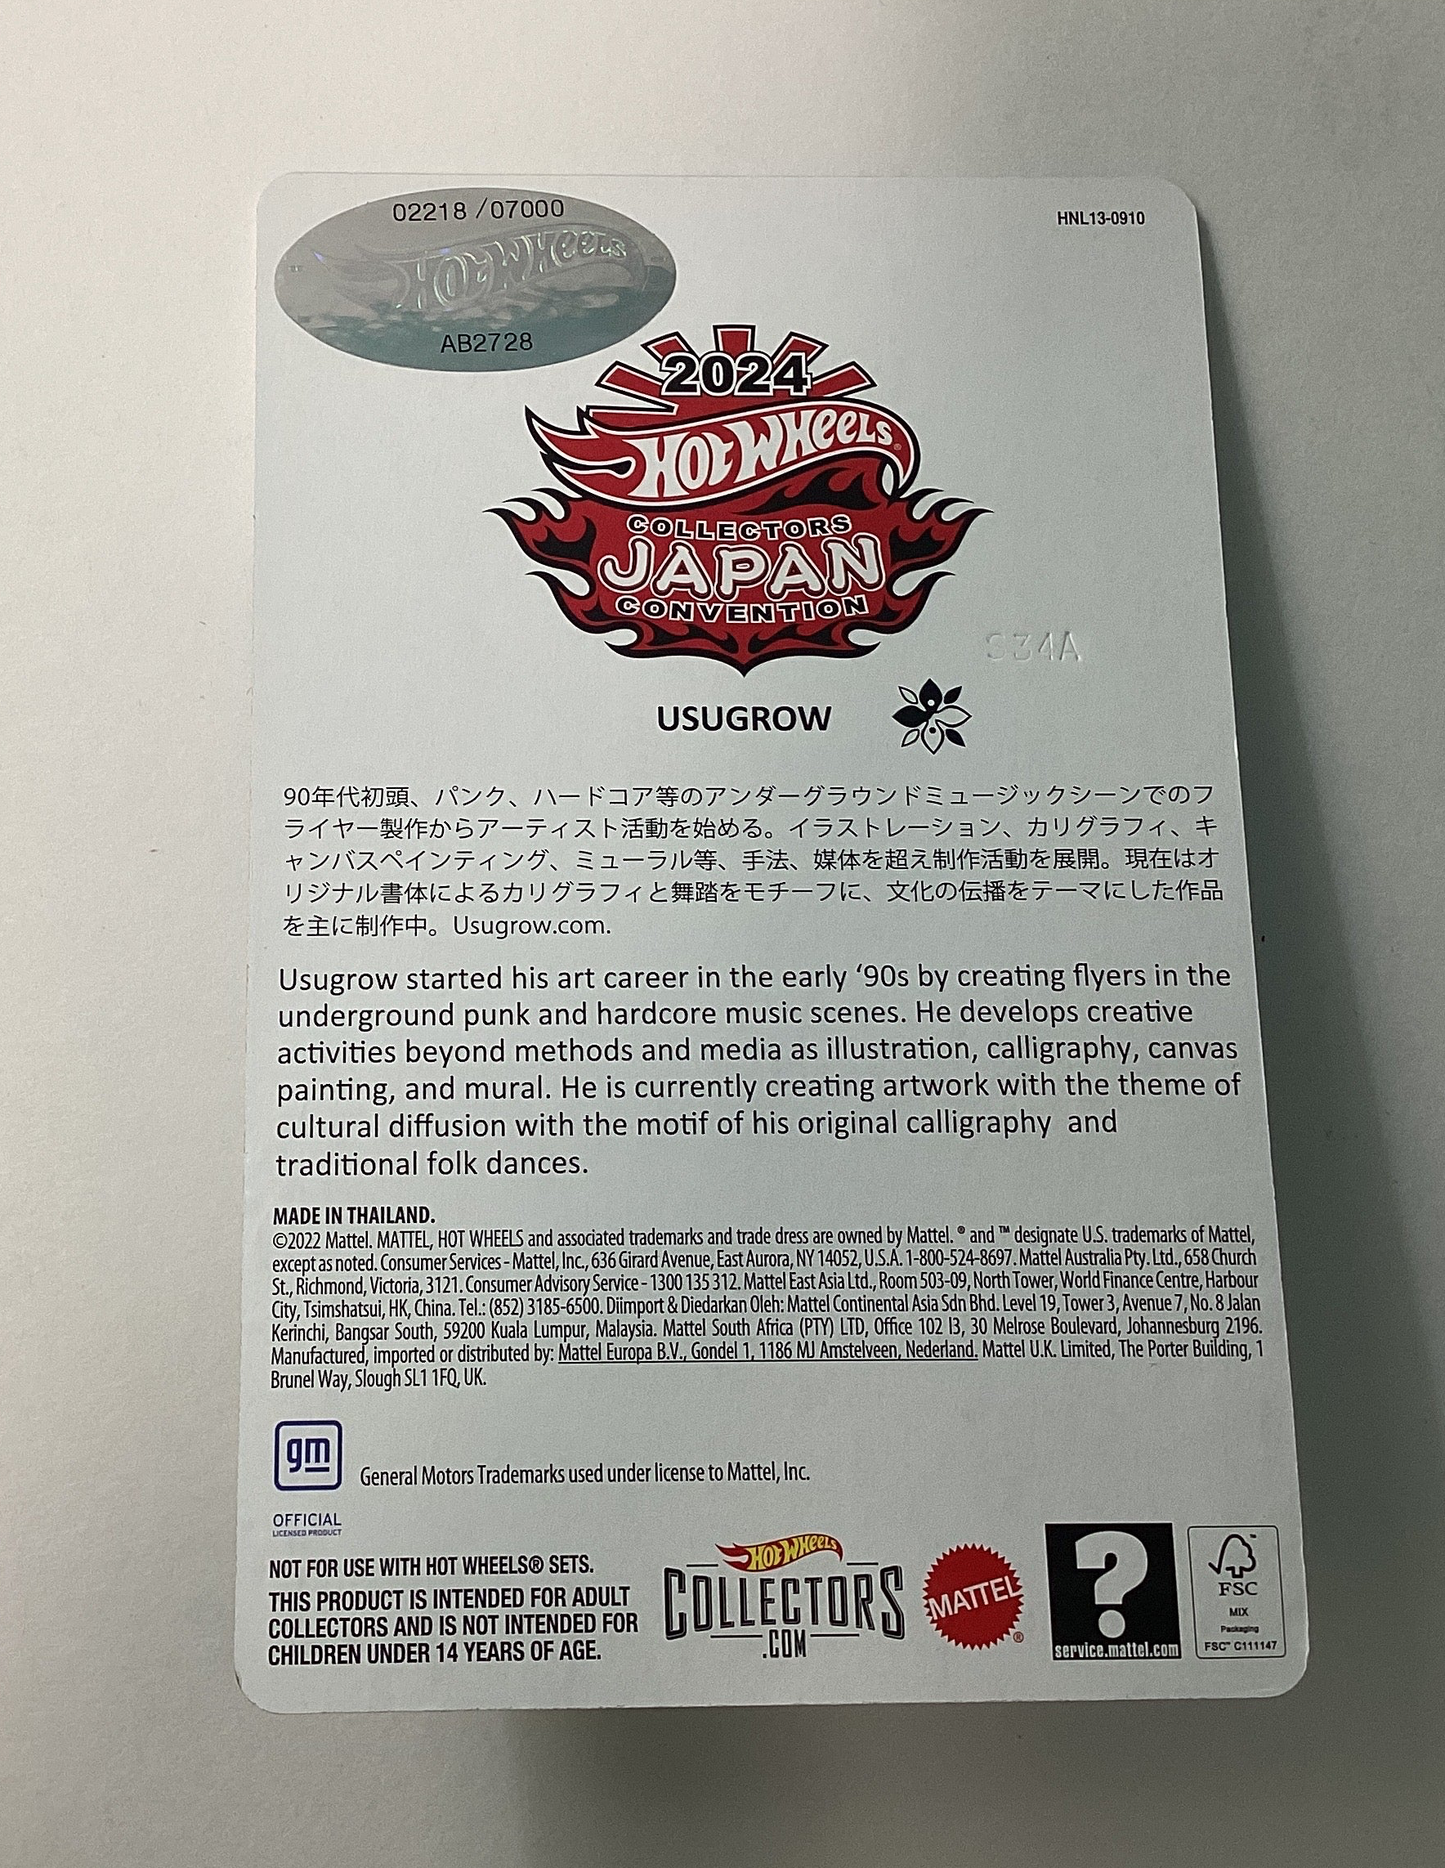 02218 /07000
HOT WHEELS
AB2728
HNL13-0910
2024
HOT WHEELS®
COLLECTORS
JAPAN
CONVENTION
S34A
USUGROW
90年代初頭、パンク、ハードコア等のアンダーグラウンドミュージックシーンでのフ
ライヤー製作からアーティスト活動を始める。イラストレーション、カリグラフィ、キ
ャンバスペインティング、ミューラル等、手法、媒体を超え制作活動を展開。現在はオ
リジナル書体によるカリグラフィと舞踏をモチーフに、文化の伝播をテーマにした作品
を主に制作中。Usugrow.com.
Usugrow started his art career in the early ‘90s by creating flyers in the
underground punk and hardcore music scenes. He develops creative
activities beyond methods and media as illustration, calligraphy, canvas
painting, and mural. He is currently creating artwork with the theme of
cultural diffusion with the motif of his original calligraphy and
traditional folk dances.
MADE IN THAILAND.
©2022 Mattel. MATTEL, HOT WHEELS and associated trademarks and trade dress are owned by Mattel. ® and ™ designate U.S. trademarks of Mattel,
except as noted. Consumer Services - Mattel, Inc., 636 Girard Avenue, East Aurora, NY 14052, U.S.A. 1-800-524-8697. Mattel Australia Pty. Ltd., 658 Church
St., Richmond, Victoria, 3121. Consumer Advisory Service - 1300 135 312. Mattel East Asia Ltd., Room 503-09, North Tower, World Finance Centre, Harbour
City, Tsimshatsui, HK, China. Tel.: (852) 3185-6500. Diimport & Diedarkan Oleh: Mattel Continental Asia Sdn Bhd. Level 19, Tower 3, Avenue 7, No. 8 Jalan
Kerinchi, Bangsar South, 59200 Kuala Lumpur, Malaysia. Mattel South Africa (PTY) LTD, Office 102 I3, 30 Melrose Boulevard, Johannesburg 2196.
Manufactured, imported or distributed by: Mattel Europa B.V., Gondel 1, 1186 MJ Amstelveen, Nederland. Mattel U.K. Limited, The Porter Building, 1
Brunel Way, Slough SL1 1FQ, UK.
gm
General Motors Trademarks used under license to Mattel, Inc.
OFFICIAL
LICENSED PRODUCT
NOT FOR USE WITH HOT WHEELS® SETS.
THIS PRODUCT IS INTENDED FOR ADULT
COLLECTORS AND IS NOT INTENDED FOR
CHILDREN UNDER 14 YEARS OF AGE.
HOT WHEELS
COLLECTORS
.COM
MATTEL®
?
service.mattel.com
FSC
MIX
Packaging
FSC™ C111147